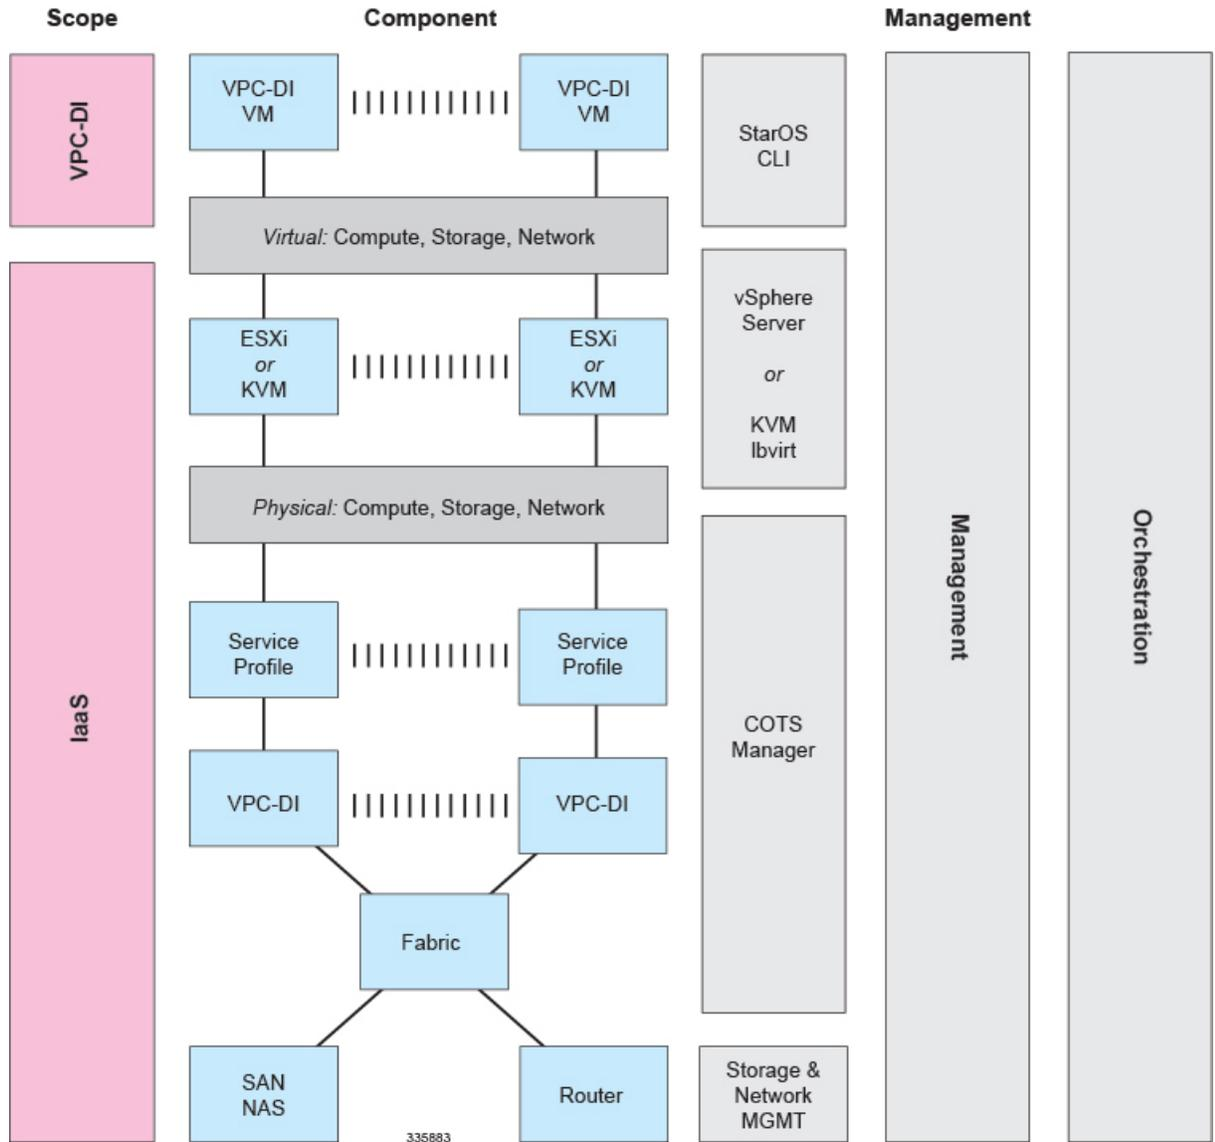 Scope
Component
Management
VPC-DI
VPC-DI
VM
VPC-DI
VM
StarOS
CLI
Virtual: Compute, Storage, Network
IaaS
ESXi
or
KVM
ESXi
or
KVM
vSphere
Server
or
KVM
lbvirt
Physical: Compute, Storage, Network
Service
Profile
Service
Profile
COTS
Manager
VPC-DI
VPC-DI
Fabric
SAN
NAS
Router
Storage &
Network
MGMT
Management
Orchestration
335883